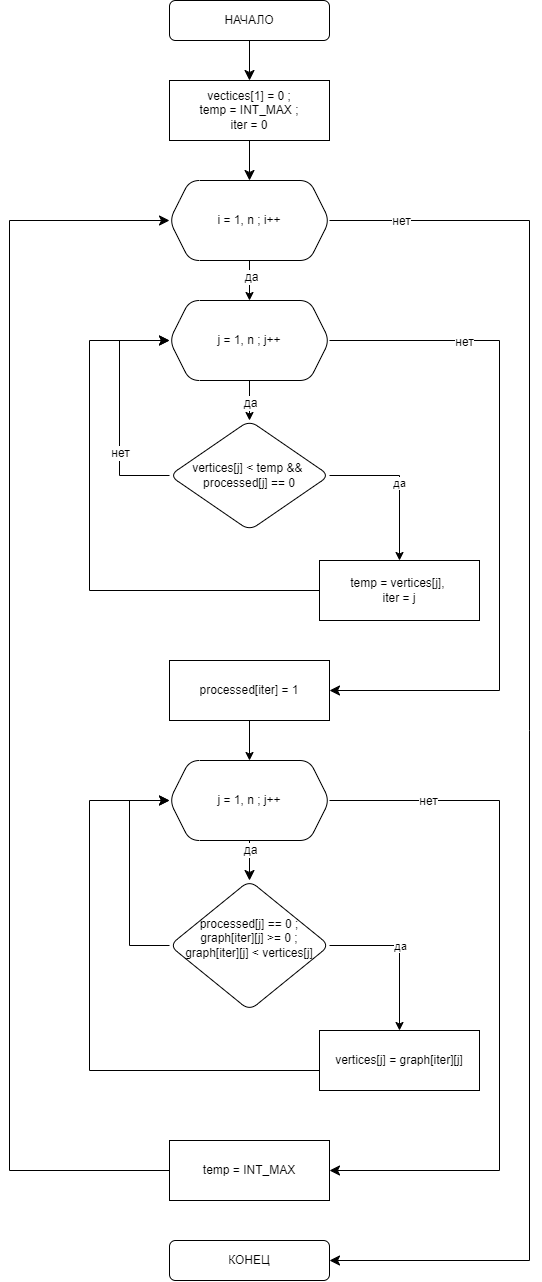 НАЧАЛО
vectices[1] = 0 ;
temp = INT_MAX ;
iter = 0
i = 1, n ; i++
нет
да
j = 1, n ; j++
нет
да
нет
vertices[j] < temp &&
processed[j] == 0
да
temp = vertices[j],
iter = j
processed[iter] = 1
j = 1, n ; j++
нет
да
processed[j] == 0 ;
graph[iter][j] >= 0 ;
graph[iter][j] < vertices[j]
да
vertices[j] = graph[iter][j]
temp = INT_MAX
КОНЕЦ